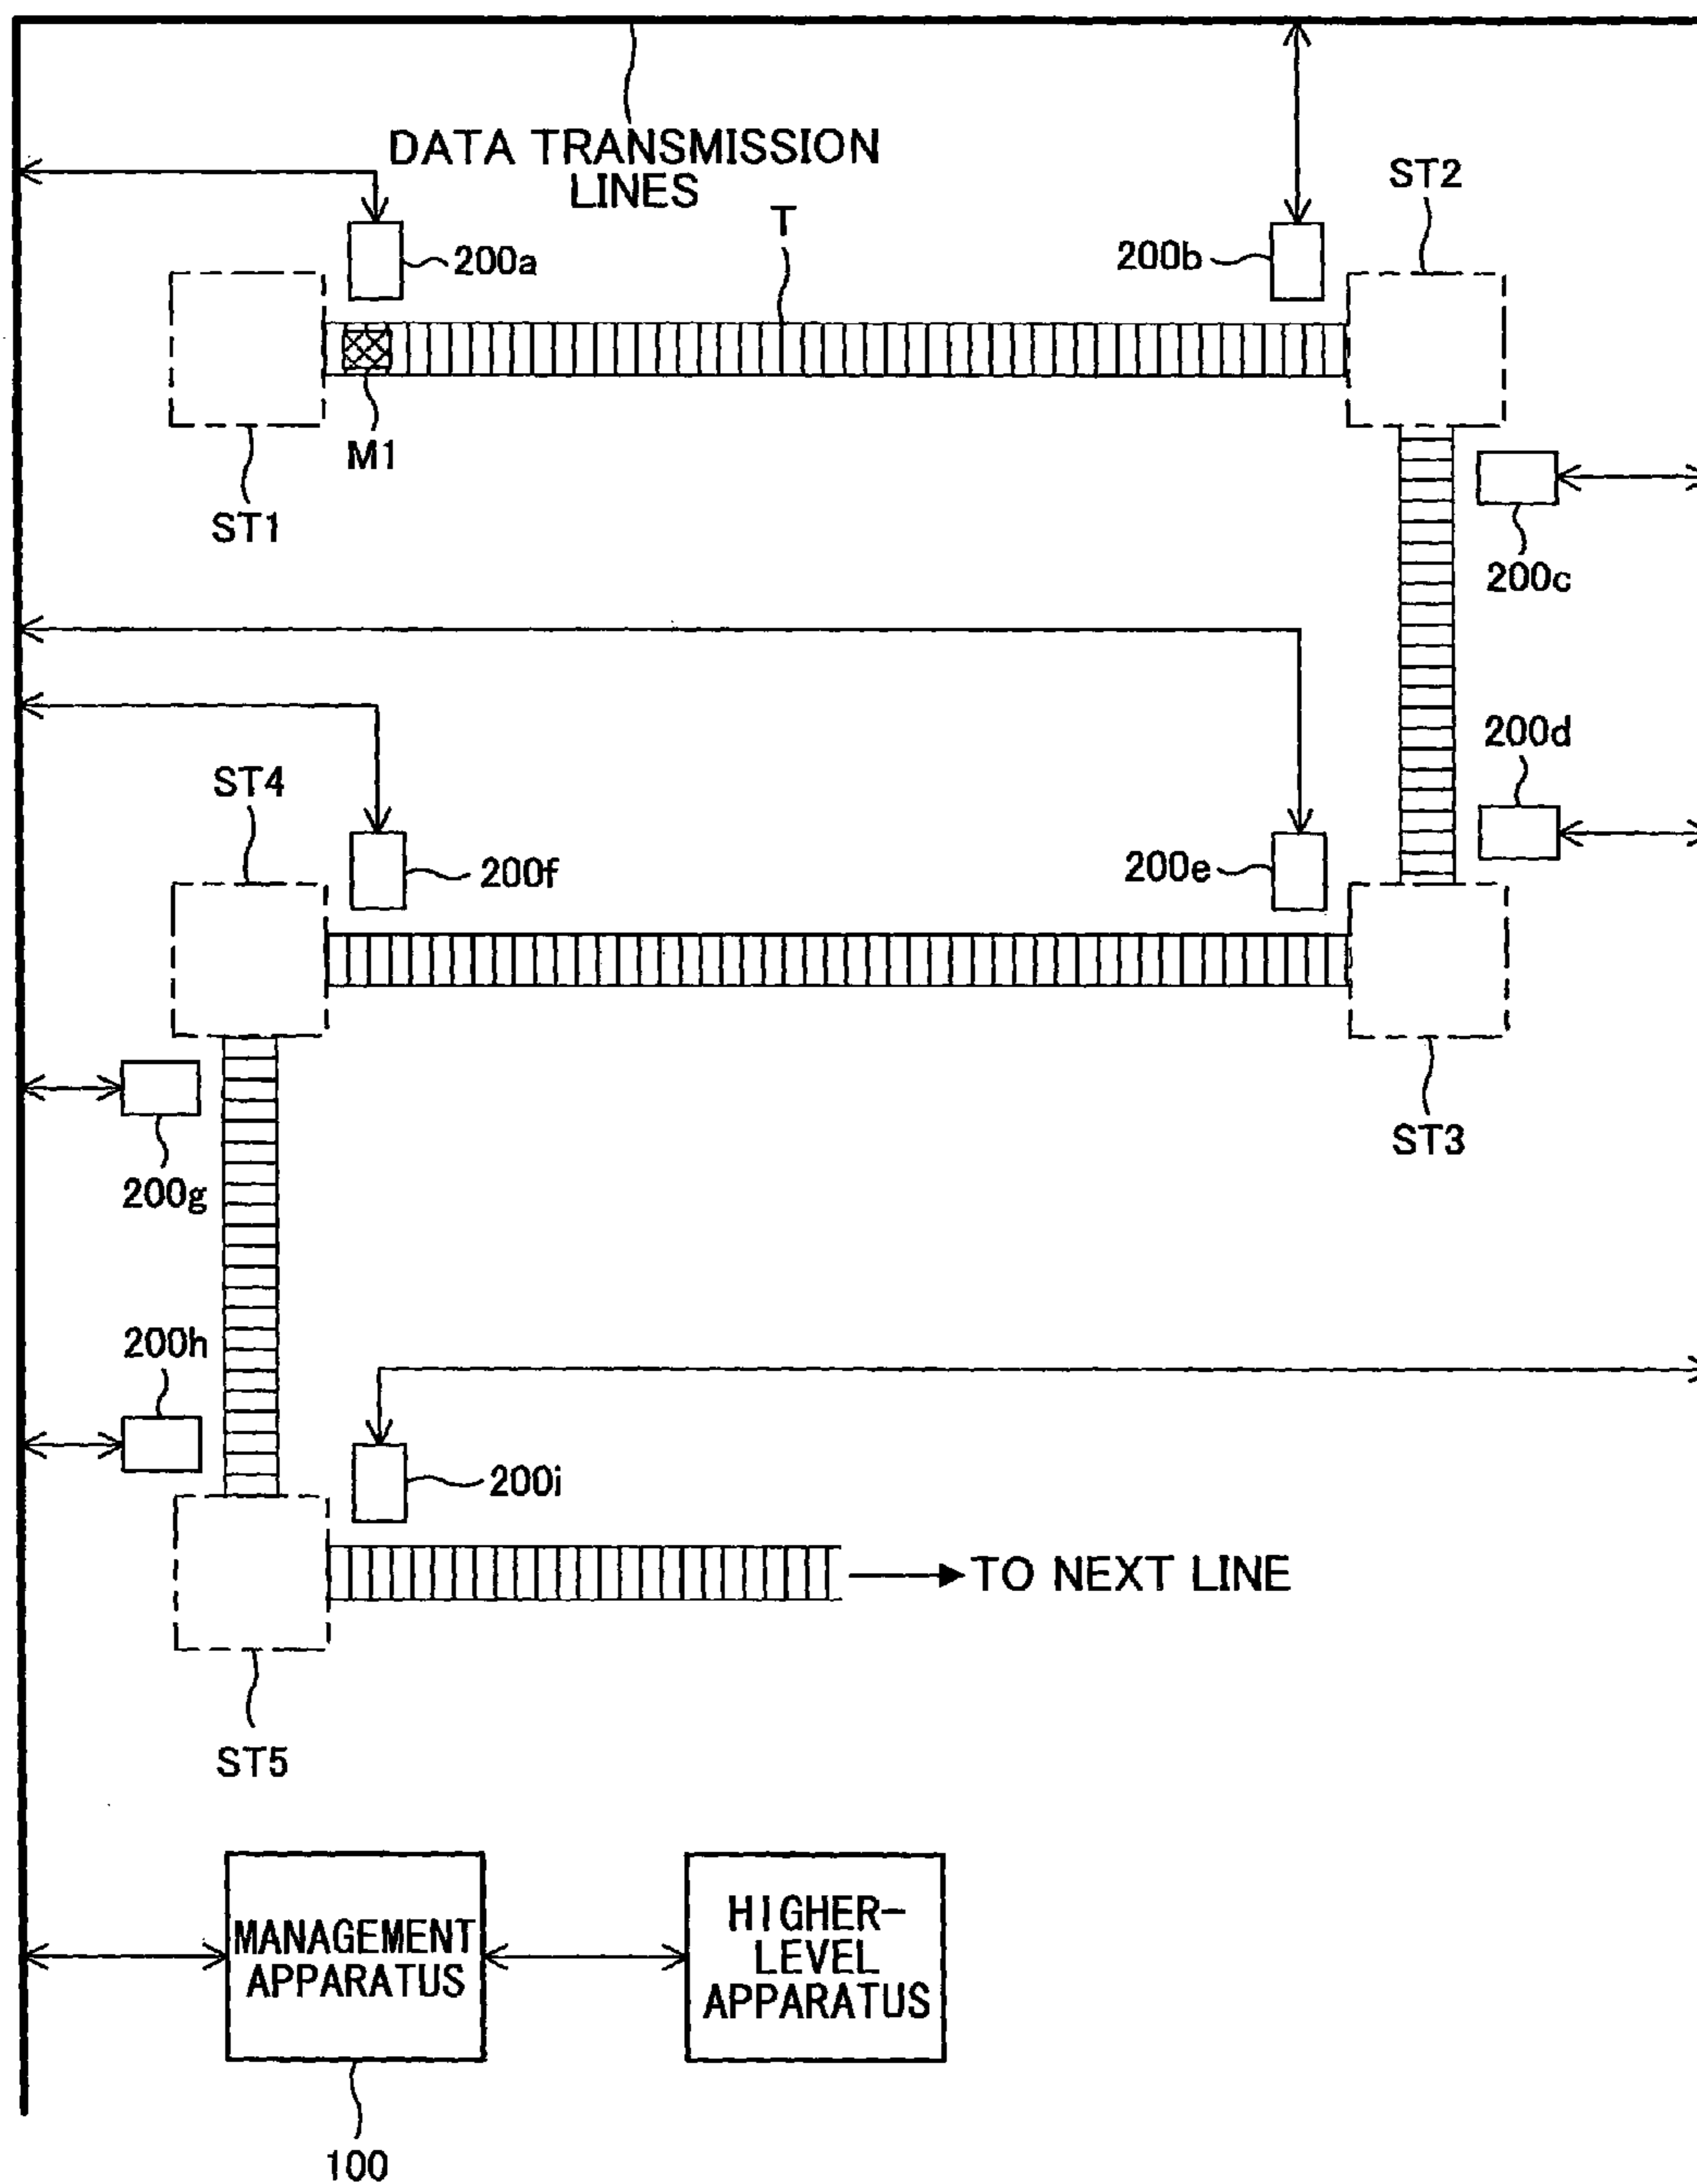 DATA TRANSMISSION
LINES
ST2
T
200a
200b
M1
ST1
200c
200d
ST4
200f
200e
ST3
200g
200h
200i
TO NEXT LINE
ST5
MANAGEMENT
APPARATUS
HIGHER-
LEVEL
APPARATUS
100